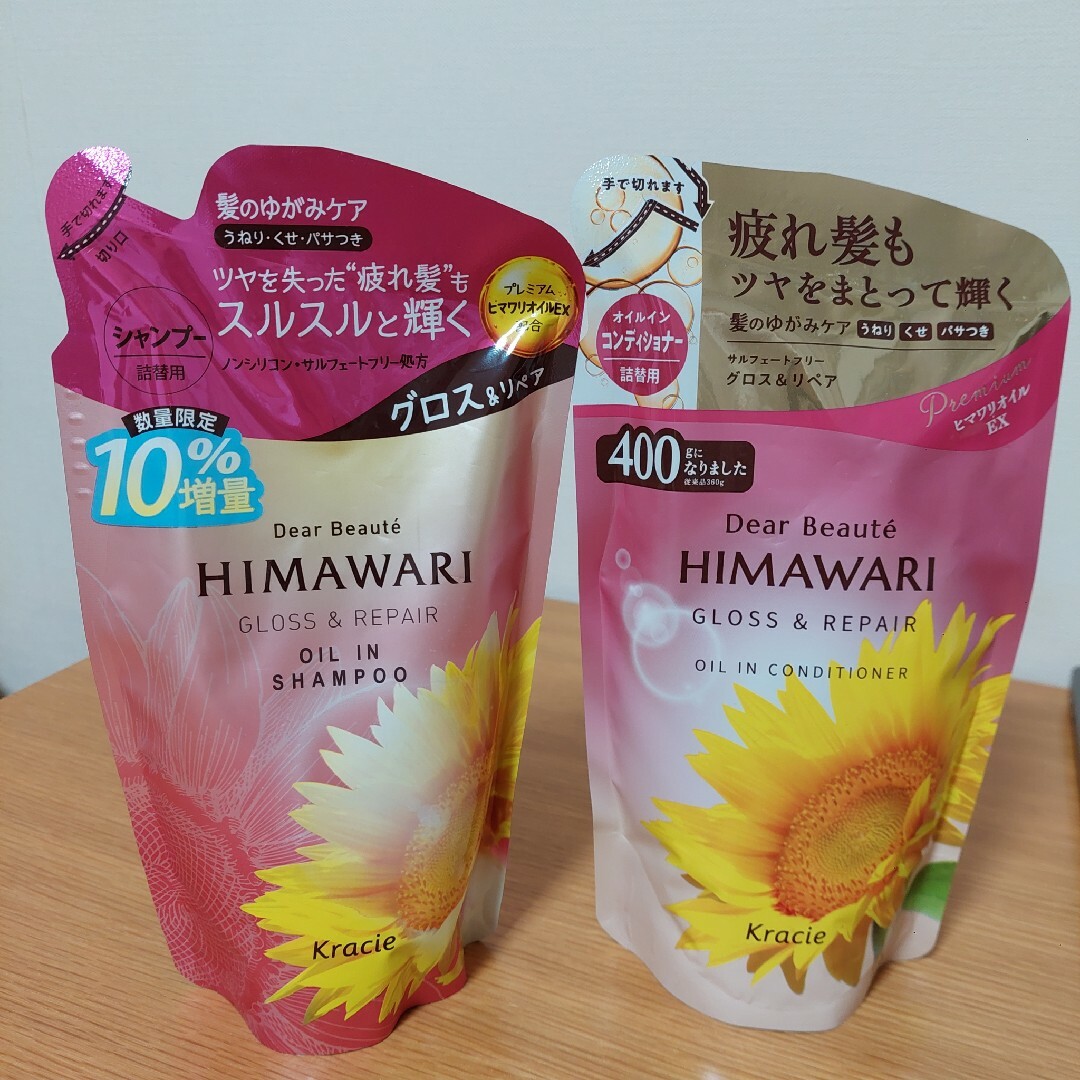 手で切れます
切り口
髪のゆがみケア
うねり・くせ・パサつき
ツヤを失った“疲れ髪”も
スルスルと輝く
ノンシリコン・サルフェートフリー処方
プレミアム
ヒマワリオイルEX
配合
シャンプー
詰替用
グロス&リペア
数量限定
10%
増量
Dear Beauté
HIMAWARI
GLOSS & REPAIR
OIL IN
SHAMPOO
Kracie
手で切れます
疲れ髪も
ツヤをまとって輝く
髪のゆがみケア うねり くせ パサつき
サルフェートフリー
グロス&リペア
オイルイン
コンディショナー
詰替用
Premium
ヒマワリオイル
EX
400gに
なりました
従来品360g
Dear Beauté
HIMAWARI
GLOSS & REPAIR
OIL IN CONDITIONER
Kracie